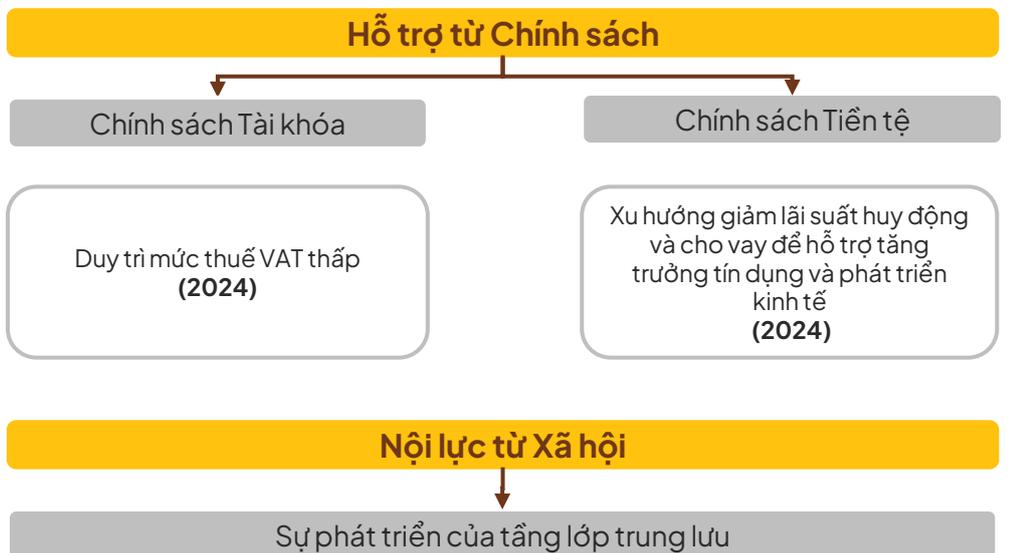 Hỗ trợ từ Chính sách
Chính sách Tài khóa
Chính sách Tiền tệ
Duy trì mức thuế VAT thấp
(2024)
Xu hướng giảm lãi suất huy động
và cho vay để hỗ trợ tăng
trưởng tín dụng và phát triển
kinh tế
(2024)
Nội lực từ Xã hội
Sự phát triển của tầng lớp trung lưu